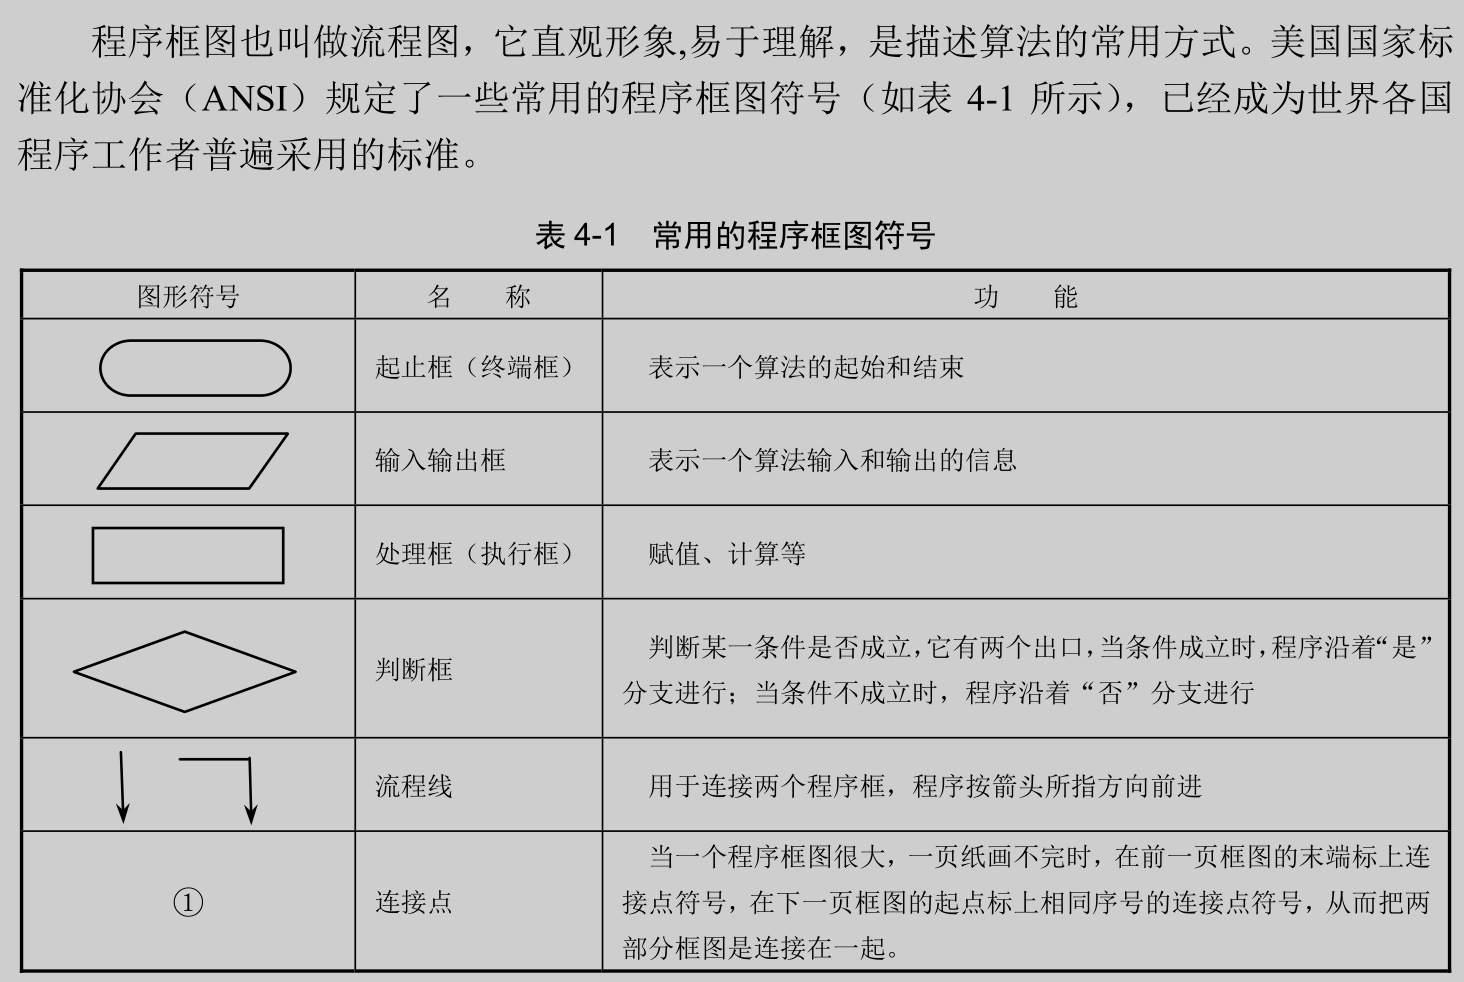 程序框图也叫做流程图，它直观形象,易于理解，是描述算法的常用方式。美国国家标
准化协会（ANSI）规定了一些常用的程序框图符号（如表 4-1 所示），已经成为世界各国
程序工作者普遍采用的标准。
表 4-1 常用的程序框图符号
图形符号 名 称 功 能
起止框（终端框） 表示一个算法的起始和结束
输入输出框 表示一个算法输入和输出的信息
处理框（执行框） 赋值、计算等
判断框
判断某一条件是否成立，它有两个出口，当条件成立时，程序沿着“是”
分支进行；当条件不成立时，程序沿着“否”分支进行
流程线 用于连接两个程序框，程序按箭头所指方向前进
① 连接点
当一个程序框图很大，一页纸画不完时，在前一页框图的末端标上连
接点符号，在下一页框图的起点标上相同序号的连接点符号，从而把两
部分框图是连接在一起。